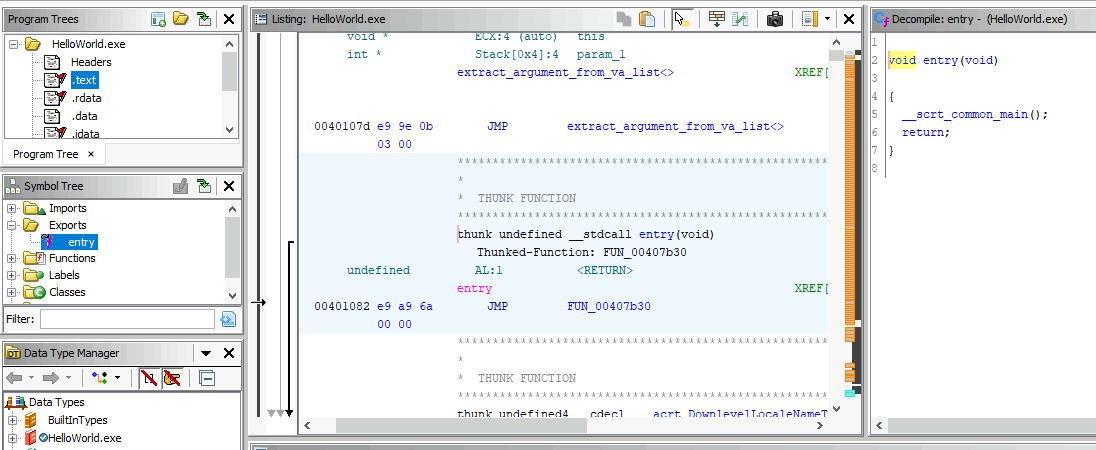 Program Trees
HelloWorld.exe
Headers
.text
.rdata
.data
.idata
Program Tree ×
Symbol Tree
Imports
Exports
entry
Functions
Labels
Classes
Filter:
Data Type Manager
Data Types
BuiltInTypes
HelloWorld.exe
Listing: HelloWorld.exe
void * ECX:4 (auto) this
int * Stack[0x4]:4 param_1
extract_argument_from_va_list<> XREF[
0040107d e9 9e 0b JMP extract_argument_from_va_list<>
03 00
*****************************************************
*
* THUNK FUNCTION
*****************************************************
thunk undefined __stdcall entry(void)
Thunked-Function: FUN_00407b30
undefined AL:1 <RETURN>
entry XREF[
00401082 e9 a9 6a JMP FUN_00407b30
00 00
*****************************************************
*
* THUNK FUNCTION
*****************************************************
thunk undefined4 __cdecl __acrt_DownlevelLocaleNameT
Decompile: entry - (HelloWorld.exe)
1
2 void entry(void)
3
4 {
5 __scrt_common_main();
6 return;
7 }
8